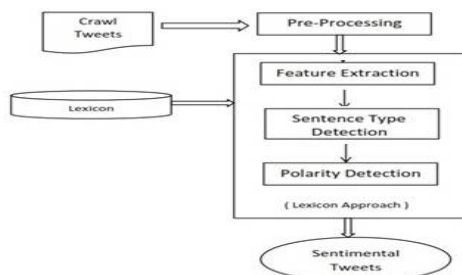 Crawl
Tweets
Pre-Processing
Feature Extraction
Lexicon
Sentence Type
Detection
Polarity Detection
( Lexicon Approach )
Sentimental
Tweets